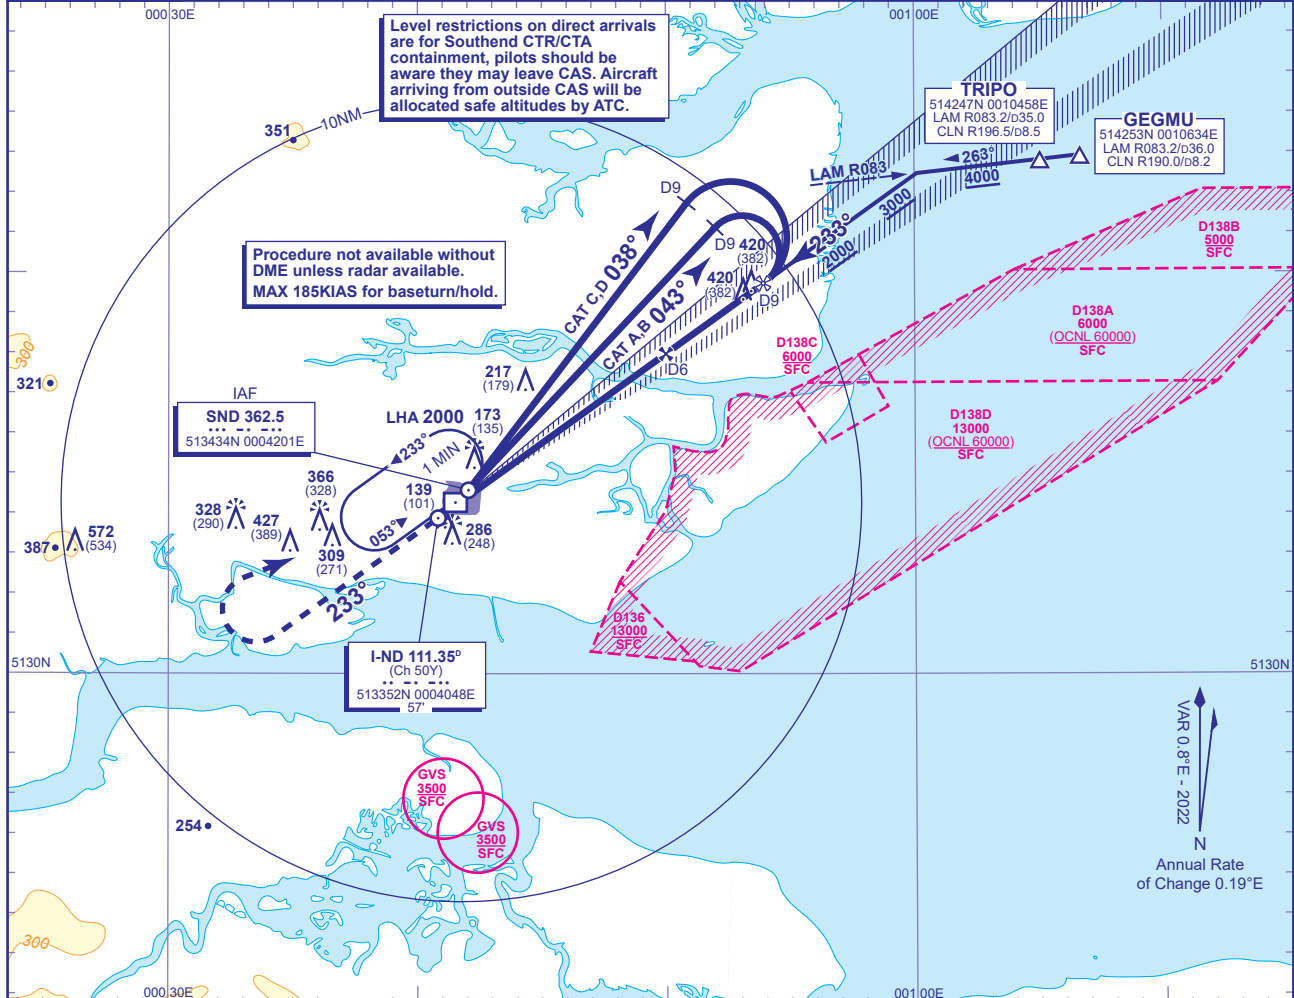 000 30E
001 00E
Level restrictions on direct arrivals
are for Southend CTR/CTA
containment, pilots should be
aware they may leave CAS. Aircraft
arriving from outside CAS will be
allocated safe altitudes by ATC.
TRIPO
514247N 0010458E
LAM R083.2/D35.0
CLN R196.5/D8.5
GEGMU
514253N 0010634E
LAM R083.2/D36.0
CLN R190.0/D8.2
351
10NM
263°
4000
LAM R083
3000
233°
2000
D9
D9
420
(382)
420
(382)
D9
D6
Procedure not available without
DME unless radar available.
MAX 185KIAS for baseturn/hold.
CAT C,D 038°
CAT A,B 043°
D138B
5000
SFC
D138A
6000
(OCNL 60000)
SFC
D138C
6000
SFC
D138D
13000
(OCNL 60000)
SFC
300
321
217
(179)
IAF
SND 362.5
513434N 0004201E
LHA 2000
173
(135)
233°
1 MIN
053°
139
(101)
366
(328)
328
(290)
427
(389)
309
(271)
286
(248)
387
572
(534)
233°
D136
13000
SFC
I-ND 111.35D
(Ch 50Y)
513352N 0004048E
57'
5130N
5130N
VAR 0.8°E - 2022
N
Annual Rate
of Change 0.19°E
GVS
3500
SFC
GVS
3500
SFC
254
300
000 30E
001 00E